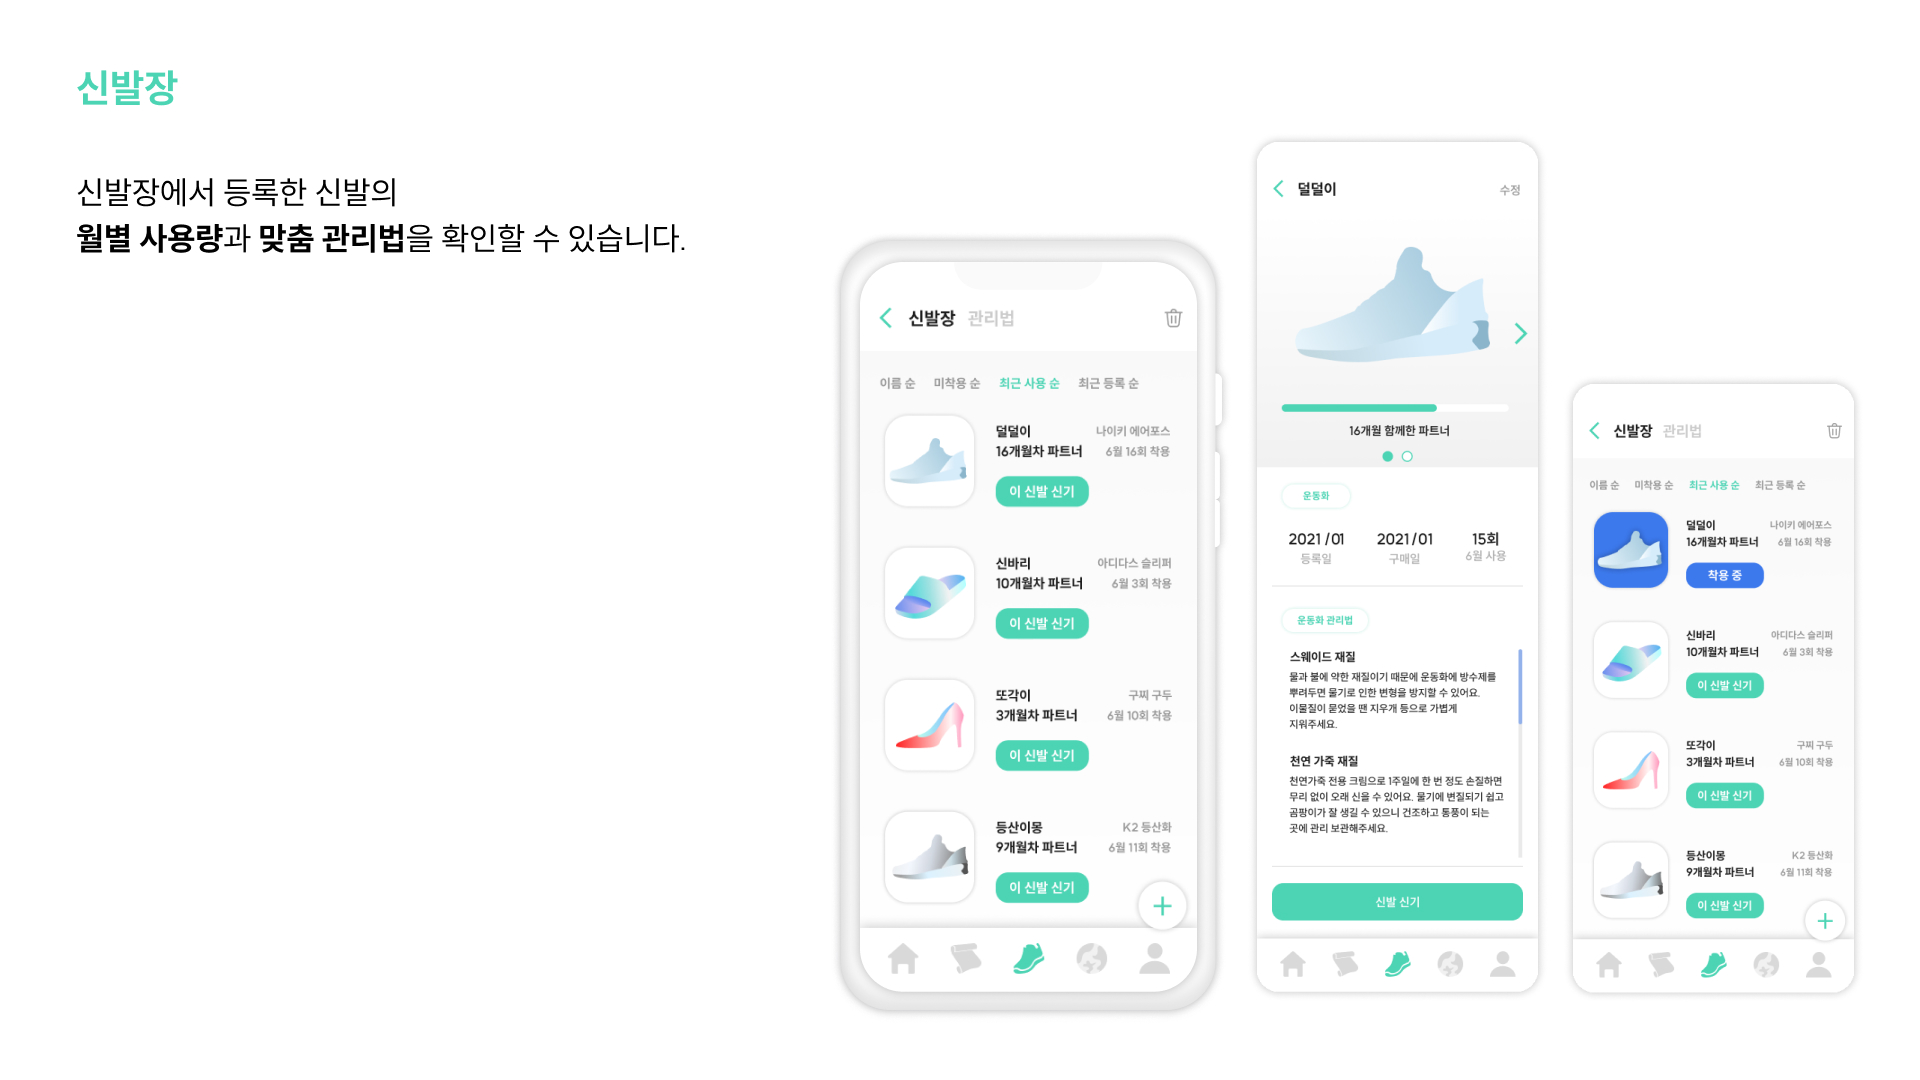 신발장
신발장에서 등록한 신발의
월별 사용량과 맞춤 관리법을 확인할 수 있습니다.
신발장 관리법
이름 순 미착용 순 최근 사용 순 최근 등록 순
덜덜이 나이키 에어포스
16개월차 파트너 6월 16회 착용
이 신발 신기
신바리 아디다스 슬리퍼
10개월차 파트너 6월 3회 착용
이 신발 신기
또각이 구찌 구두
3개월차 파트너 6월 10회 착용
이 신발 신기
등산이몽 K2 등산화
9개월차 파트너 6월 11회 착용
이 신발 신기
덜덜이 수정
16개월 함께한 파트너
운동화
2021 /01 2021/01 15회
등록일 구매일 6월 사용
운동화 관리법
스웨이드 재질
물과 불에 약한 재질이기 때문에 운동화에 방수제를
뿌려두면 물기로 인한 변형을 방지할 수 있어요.
이물질이 묻었을 땐 지우개 등으로 가볍게
지워주세요.
천연 가죽 재질
천연가죽 전용 크림으로 1주일에 한 번 정도 손질하면
무리 없이 오래 신을 수 있어요. 물기에 변질되기 쉽고
곰팡이가 잘 생길 수 있으니 건조하고 통풍이 되는
곳에 관리 보관해주세요.
신발 신기
신발장 관리법
이름 순 미착용 순 최근 사용 순 최근 등록 순
덜덜이 나이키 에어포스
16개월차 파트너 6월 16회 착용
착용 중
신바리 아디다스 슬리퍼
10개월차 파트너 6월 3회 착용
이 신발 신기
또각이 구찌 구두
3개월차 파트너 6월 10회 착용
이 신발 신기
등산이몽 K2 등산화
9개월차 파트너 6월 11회 착용
이 신발 신기